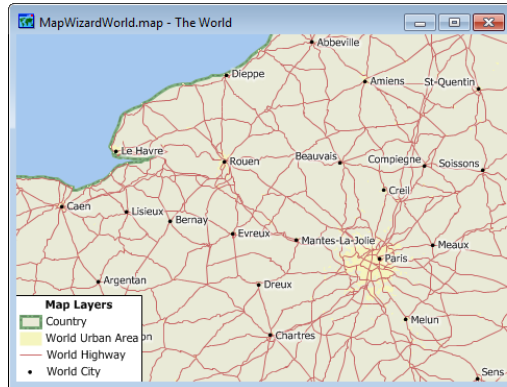 MapWizardWorld.map - The World
Abbeville
Dieppe
Amiens
St-Quentin
Le Havre
Rouen
Beauvais
Compiegne
Soissons
Creil
Caen
Lisieux
Bernay
Evreux
Mantes-La-Jolie
Meaux
Paris
Argentan
Dreux
Melun
Chartres
Sens
Map Layers
Country
World Urban Area
World Highway
World City